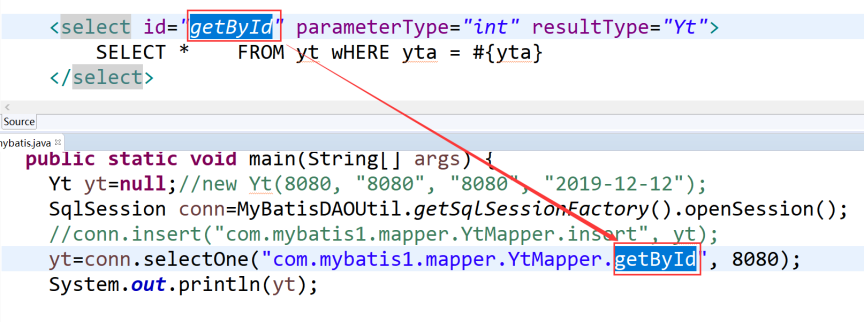 <select id="getById" parameterType="int" resultType="Yt">
SELECT *    FROM yt wHERE yta = #{yta}
</select>
Source
mybatis.java
public static void main(String[] args) {
Yt yt=null;//new Yt(8080, "8080", "8080", "2019-12-12");
SqlSession conn=MyBatisDAOUtil.getSqlSessionFactory().openSession();
//conn.insert("com.mybatis1.mapper.YtMapper.insert", yt);
yt=conn.selectOne("com.mybatis1.mapper.YtMapper.getById", 8080);
System.out.println(yt);